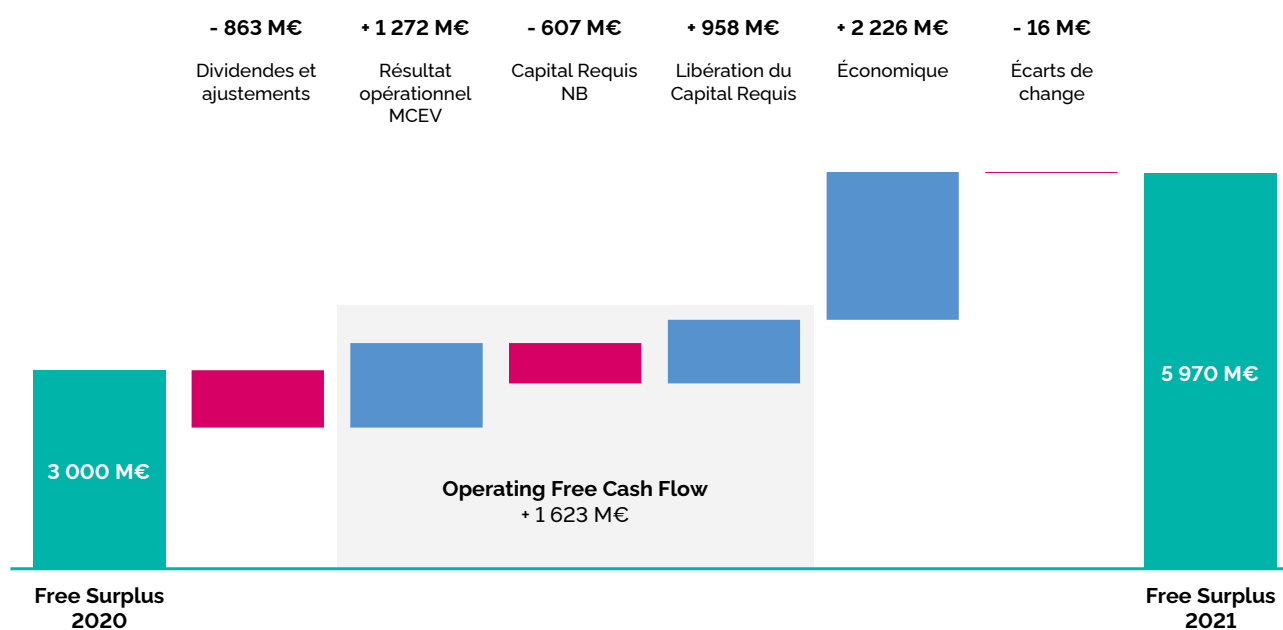 - 863 M€
+ 1 272 M€
- 607 M€
+ 958 M€
+ 2 226 M€
- 16 M€
Dividendes et
ajustements
Résultat
opérationnel
MCEV
Capital Requis
NB
Libération du
Capital Requis
Économique
Écarts de
change
3 000 M€
Operating Free Cash Flow
+ 1 623 M€
5 970 M€
Free Surplus
2020
Free Surplus
2021